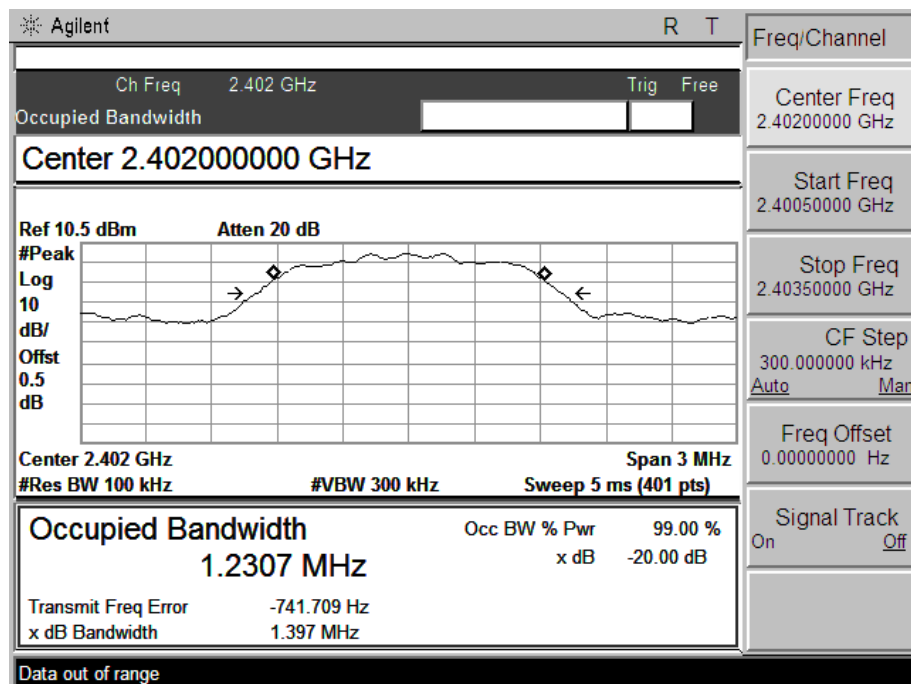 Agilent R T
Ch Freq 2.402 GHz Trig Free
Occupied Bandwidth
Center 2.402000000 GHz
Ref 10.5 dBm Atten 20 dB
#Peak
Log
10
dB/
Offst
0.5
dB
Center 2.402 GHz Span 3 MHz
#Res BW 100 kHz #VBW 300 kHz Sweep 5 ms (401 pts)
Occupied Bandwidth
1.2307 MHz
Occ BW % Pwr 99.00 %
x dB -20.00 dB
Transmit Freq Error -741.709 Hz
x dB Bandwidth 1.397 MHz
Data out of range
Freq/Channel
Center Freq
2.40200000 GHz
Start Freq
2.40050000 GHz
Stop Freq
2.40350000 GHz
CF Step
300.000000 kHz
Auto Man
Freq Offset
0.00000000 Hz
Signal Track
On Off